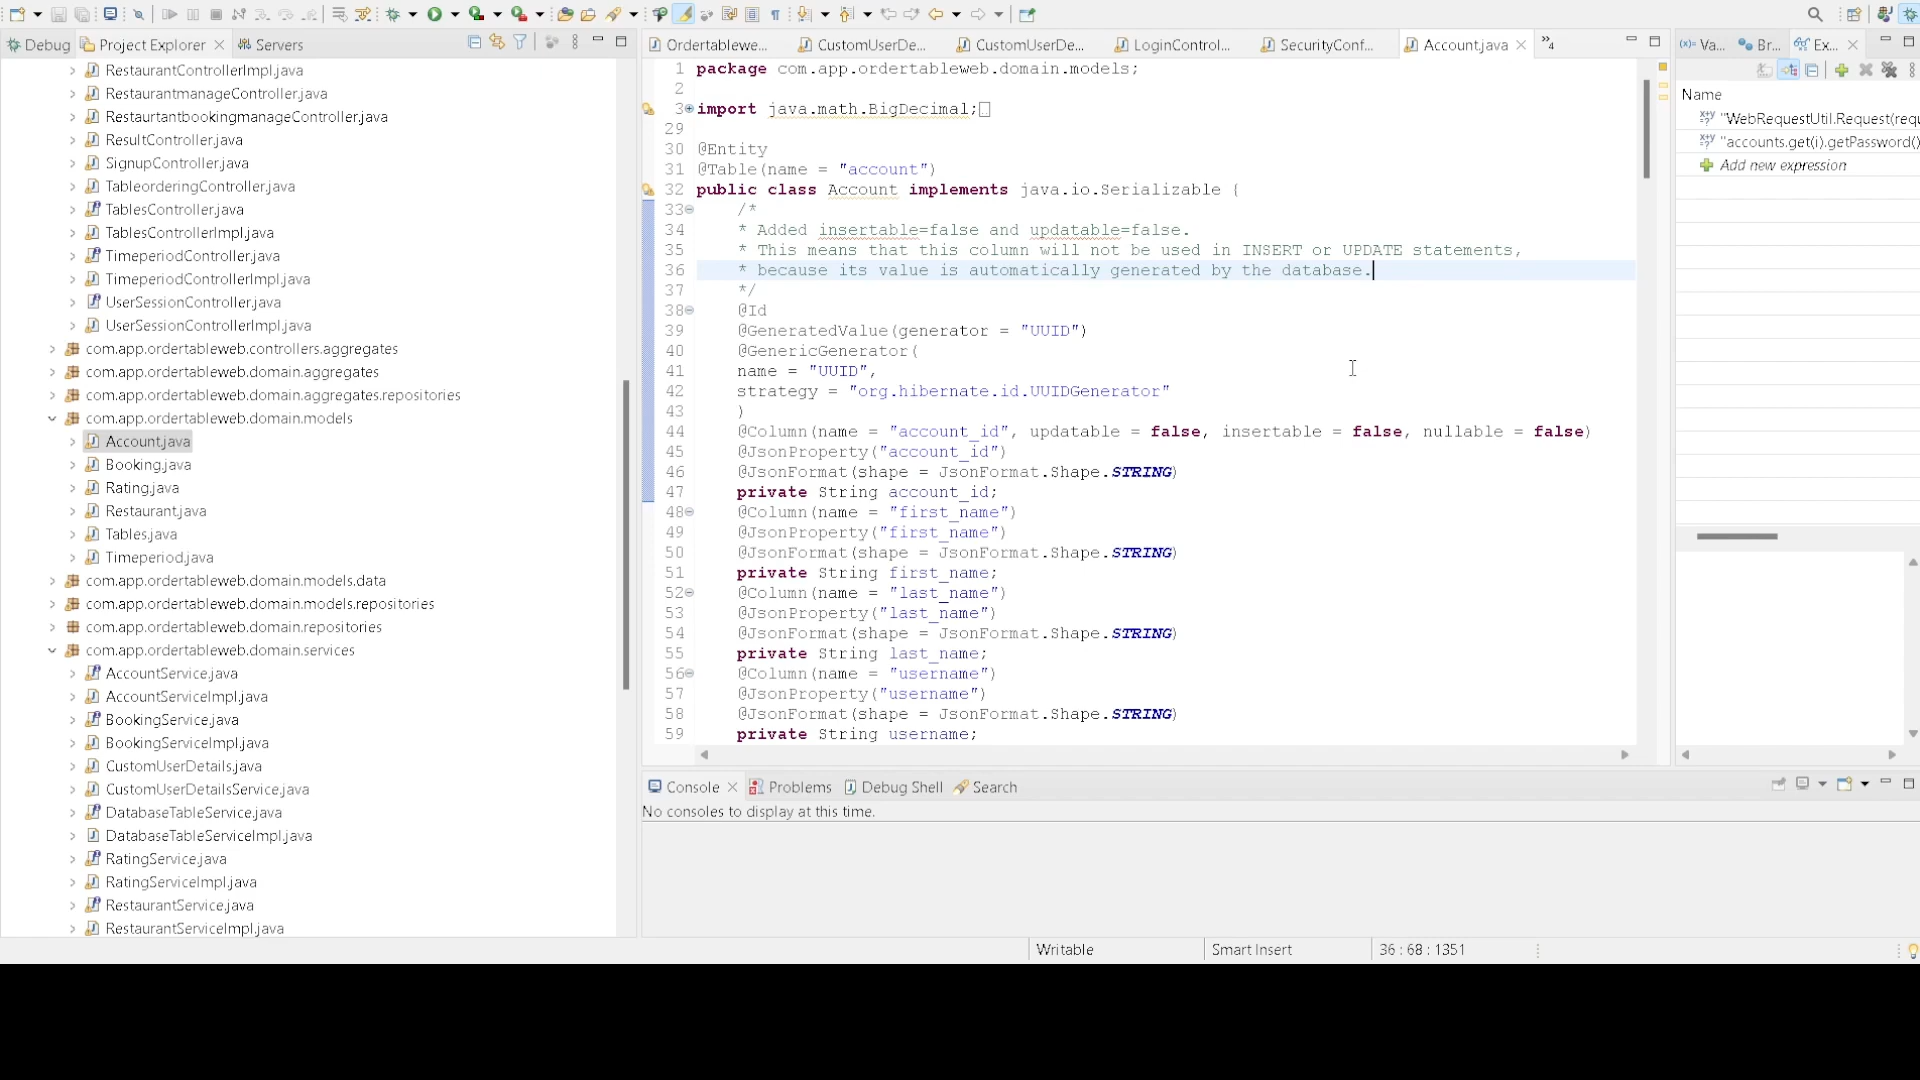 Debug
Project Explorer
Servers
RestaurantControllerImpl.java
RestaurantmanageController.java
RestaurtantbookingmanageController.java
ResultController.java
SignupController.java
TableorderingController.java
TablesController.java
TablesControllerImpl.java
TimeperiodController.java
TimeperiodControllerImpl.java
UserSessionController.java
UserSessionControllerImpl.java
com.app.ordertableweb.controllers.aggregates
com.app.ordertableweb.domain.aggregates
com.app.ordertableweb.domain.aggregates.repositories
com.app.ordertableweb.domain.models
Account.java
Booking.java
Rating.java
Restaurant.java
Tables.java
Timeperiod.java
com.app.ordertableweb.domain.models.data
com.app.ordertableweb.domain.models.repositories
com.app.ordertableweb.domain.repositories
com.app.ordertableweb.domain.services
AccountService.java
AccountServiceImpl.java
BookingService.java
BookingServiceImpl.java
CustomUserDetails.java
CustomUserDetailsService.java
DatabaseTableService.java
DatabaseTableServiceImpl.java
RatingService.java
RatingServiceImpl.java
RestaurantService.java
RestaurantServiceImpl.java
Ordertablewe...
CustomUserDe...
CustomUserDe...
LoginControl...
SecurityConf...
Account.java
»4
1 package com.app.ordertableweb.domain.models;
2
3 import java.math.BigDecimal;
29
30 @Entity
31 @Table(name = "account")
32 public class Account implements java.io.Serializable {
33 /*
34 * Added insertable=false and updatable=false.
35 * This means that this column will not be used in INSERT or UPDATE statements,
36 * because its value is automatically generated by the database.
37 */
38 @Id
39 @GeneratedValue(generator = "UUID")
40 @GenericGenerator(
41 name = "UUID",
42 strategy = "org.hibernate.id.UUIDGenerator"
43 )
44 @Column(name = "account_id", updatable = false, insertable = false, nullable = false)
45 @JsonProperty("account_id")
46 @JsonFormat(shape = JsonFormat.Shape.STRING)
47 private String account_id;
48 @Column(name = "first_name")
49 @JsonProperty("first_name")
50 @JsonFormat(shape = JsonFormat.Shape.STRING)
51 private String first_name;
52 @Column(name = "last_name")
53 @JsonProperty("last_name")
54 @JsonFormat(shape = JsonFormat.Shape.STRING)
55 private String last_name;
56 @Column(name = "username")
57 @JsonProperty("username")
58 @JsonFormat(shape = JsonFormat.Shape.STRING)
59 private String username;
Console
Problems
Debug Shell
Search
No consoles to display at this time.
(x)= Va...
Br...
Ex...
Name
"WebRequestUtil.Request(requ
"accounts.get(i).getPassword()
Add new expression
Writable
Smart Insert
36 : 68 : 1351